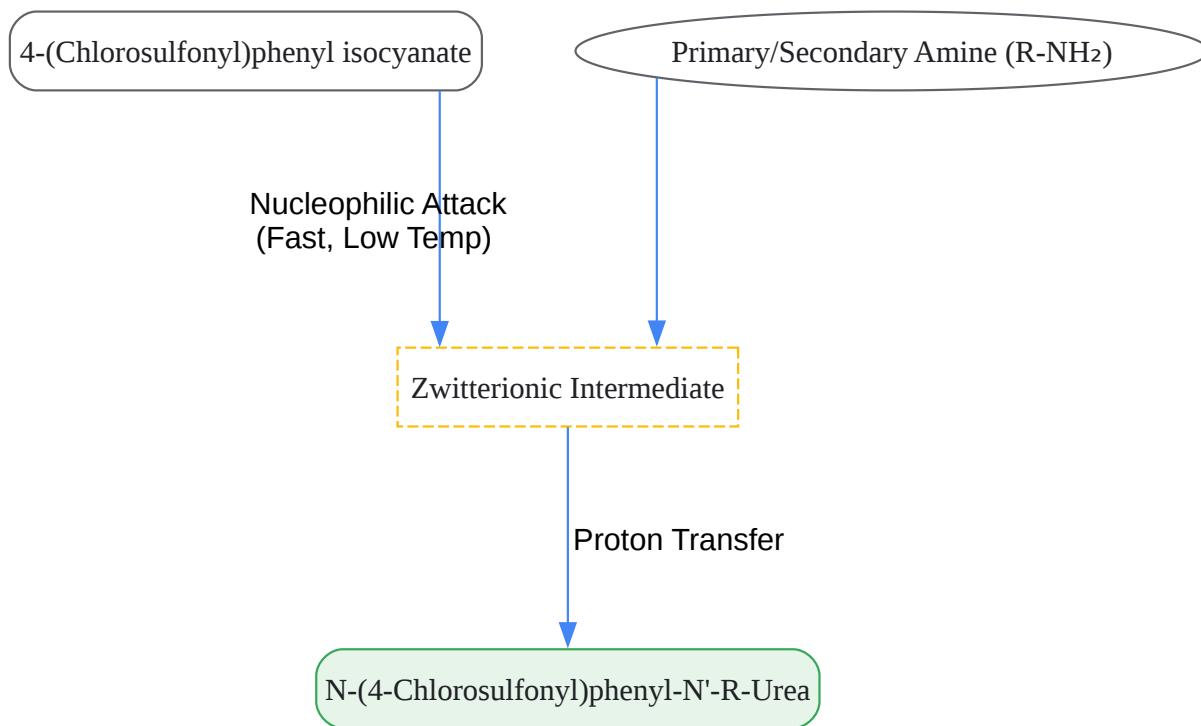 4-(Chlorosulfonyl)phenyl isocyanate
Primary/Secondary Amine (R-NH₂)
Nucleophilic Attack
(Fast, Low Temp)
Zwitterionic Intermediate
Proton Transfer
N-(4-Chlorosulfonyl)phenyl-N'-R-Urea